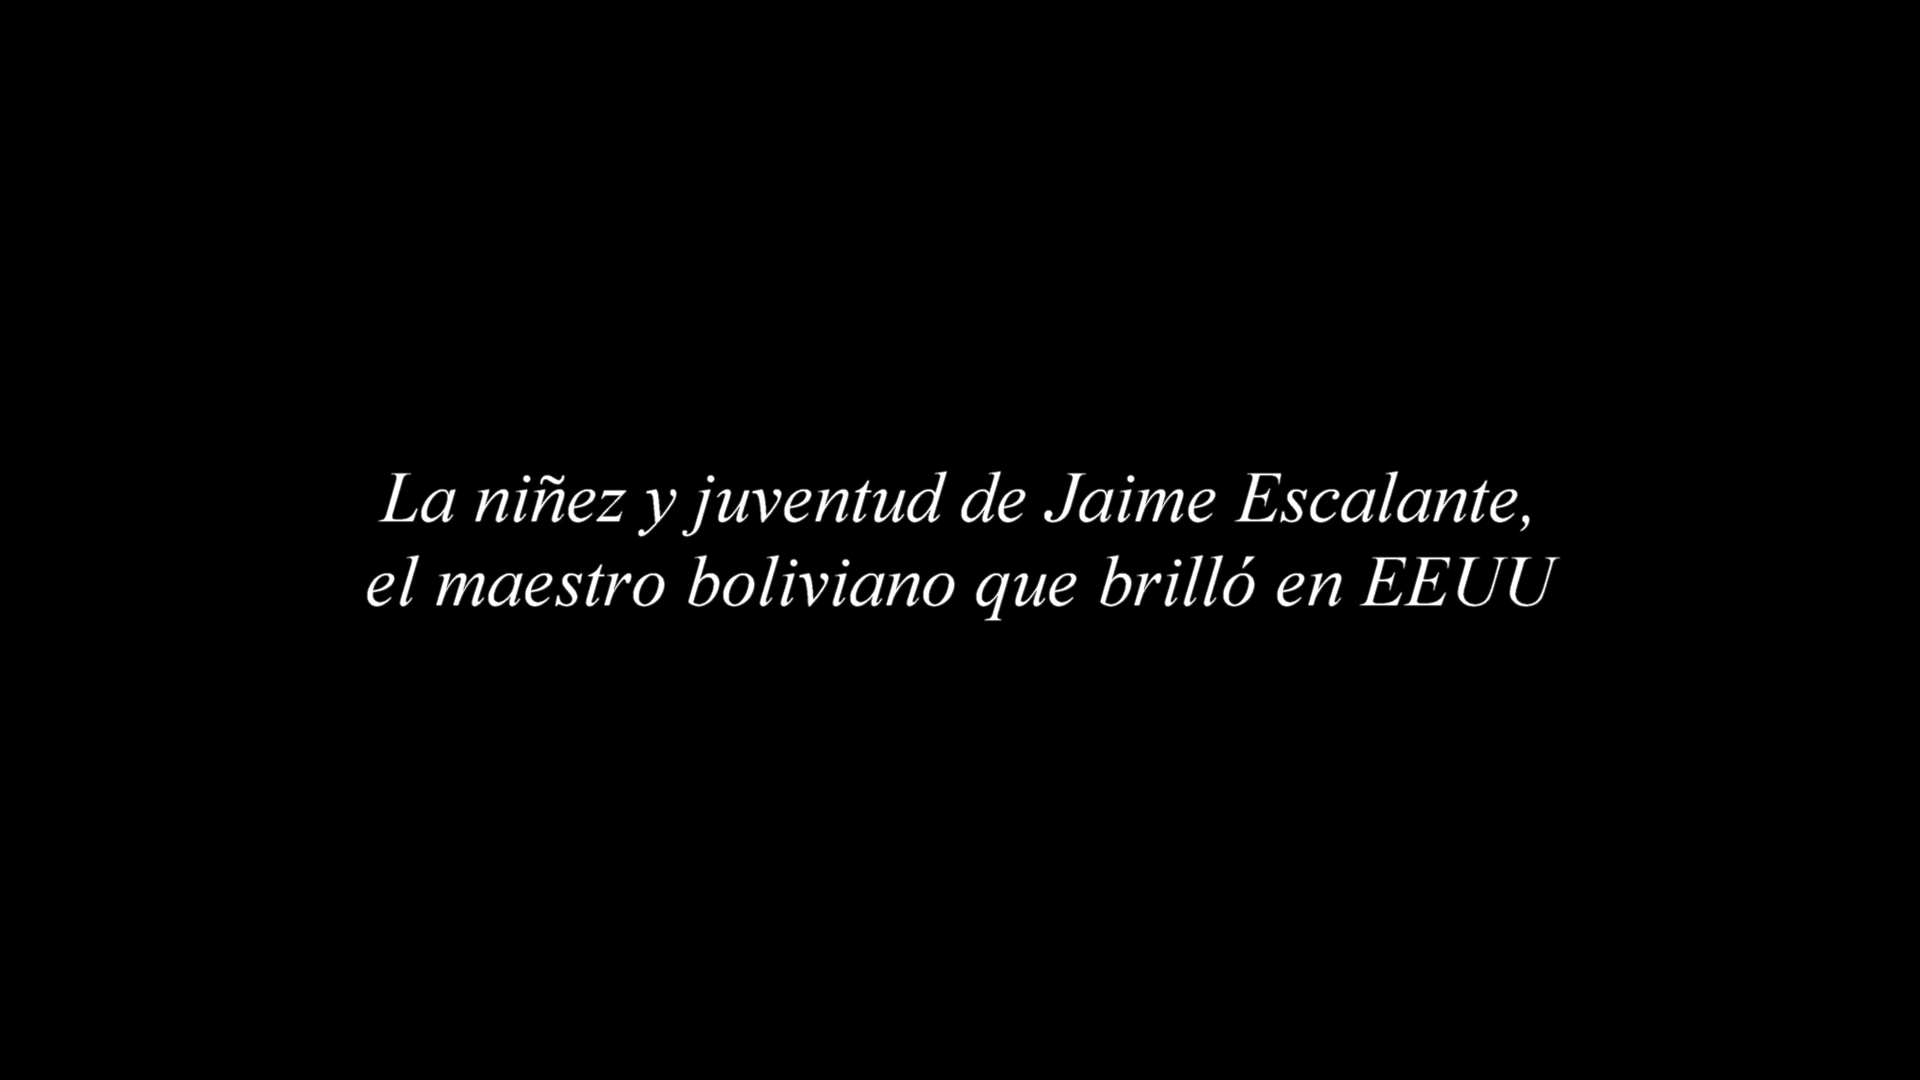 La niñez y juventud de Jaime Escalante,
el maestro boliviano que brilló en EEUU